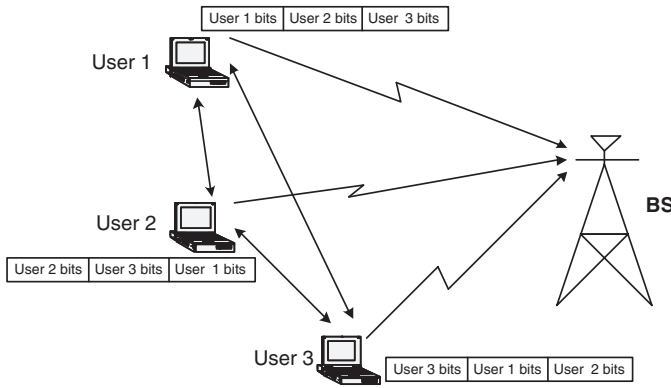 User 1 bits User 2 bits User 3 bits
User 1
BS
User 2
User 2 bits User 3 bits User 1 bits
User 3
User 3 bits User 1 bits User 2 bits